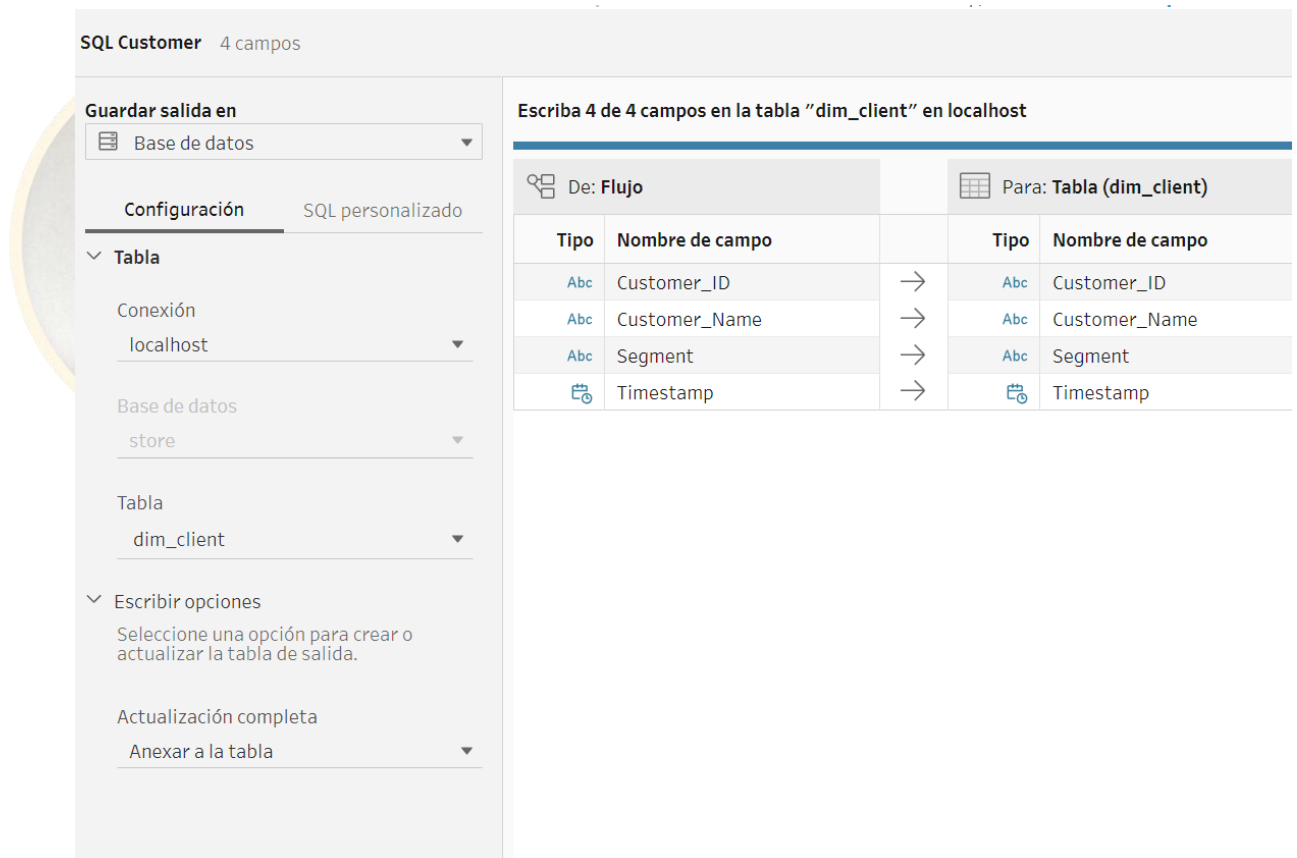 SQL Customer 4 campos
Guardar salida en
Base de datos
Configuración SQL personalizado
Tabla
Conexión
localhost
Base de datos
store
Tabla
dim_client
Escribir opciones
Seleccione una opción para crear o
actualizar la tabla de salida.
Actualización completa
Anexar a la tabla
Escriba 4 de 4 campos en la tabla "dim_client" en localhost
De: Flujo Para: Tabla (dim_client)
Tipo Nombre de campo Tipo Nombre de campo
Abc Customer_ID → Abc Customer_ID
Abc Customer_Name → Abc Customer_Name
Abc Segment → Abc Segment
Timestamp → Timestamp